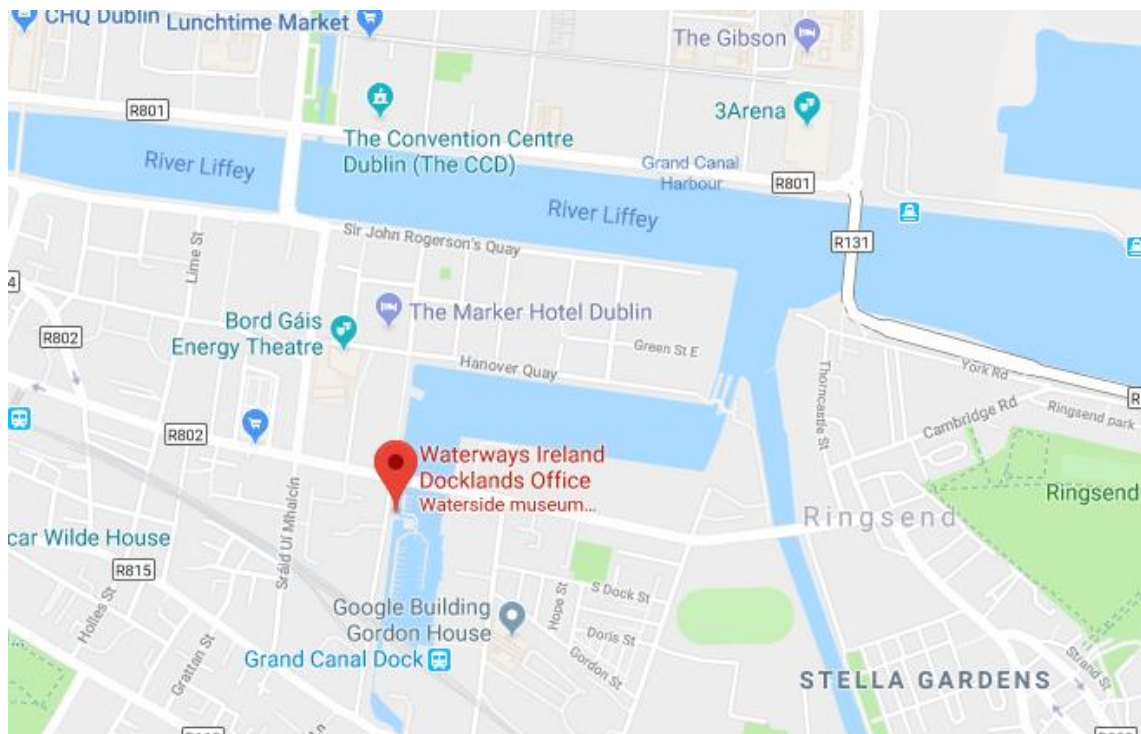 CHQ Dublin
Lunchtime Market
The Gibson
R801
3Arena
The Convention Centre
Dublin (The CCD)
River Liffey
Grand Canal
Harbour
R801
River Liffey
R131
Sir John Rogerson's Quay
Lime St
4
The Marker Hotel Dublin
Bord Gáis
Energy Theatre
R802
Green St E
Hanover Quay
York Rd
Thorncastle St
Cambridge Rd
Ringsend park
R
R802
Waterways Ireland
Docklands Office
Waterside museum...
Ringsend
Ringsend
Sráid Uí Mhaicín
car Wilde House
R815
Holles St
Grattan St
Google Building
Gordon House
Hope St
S Dock St
Doris St
Gordon St
Grand Canal Dock
STELLA GARDENS
Strand St